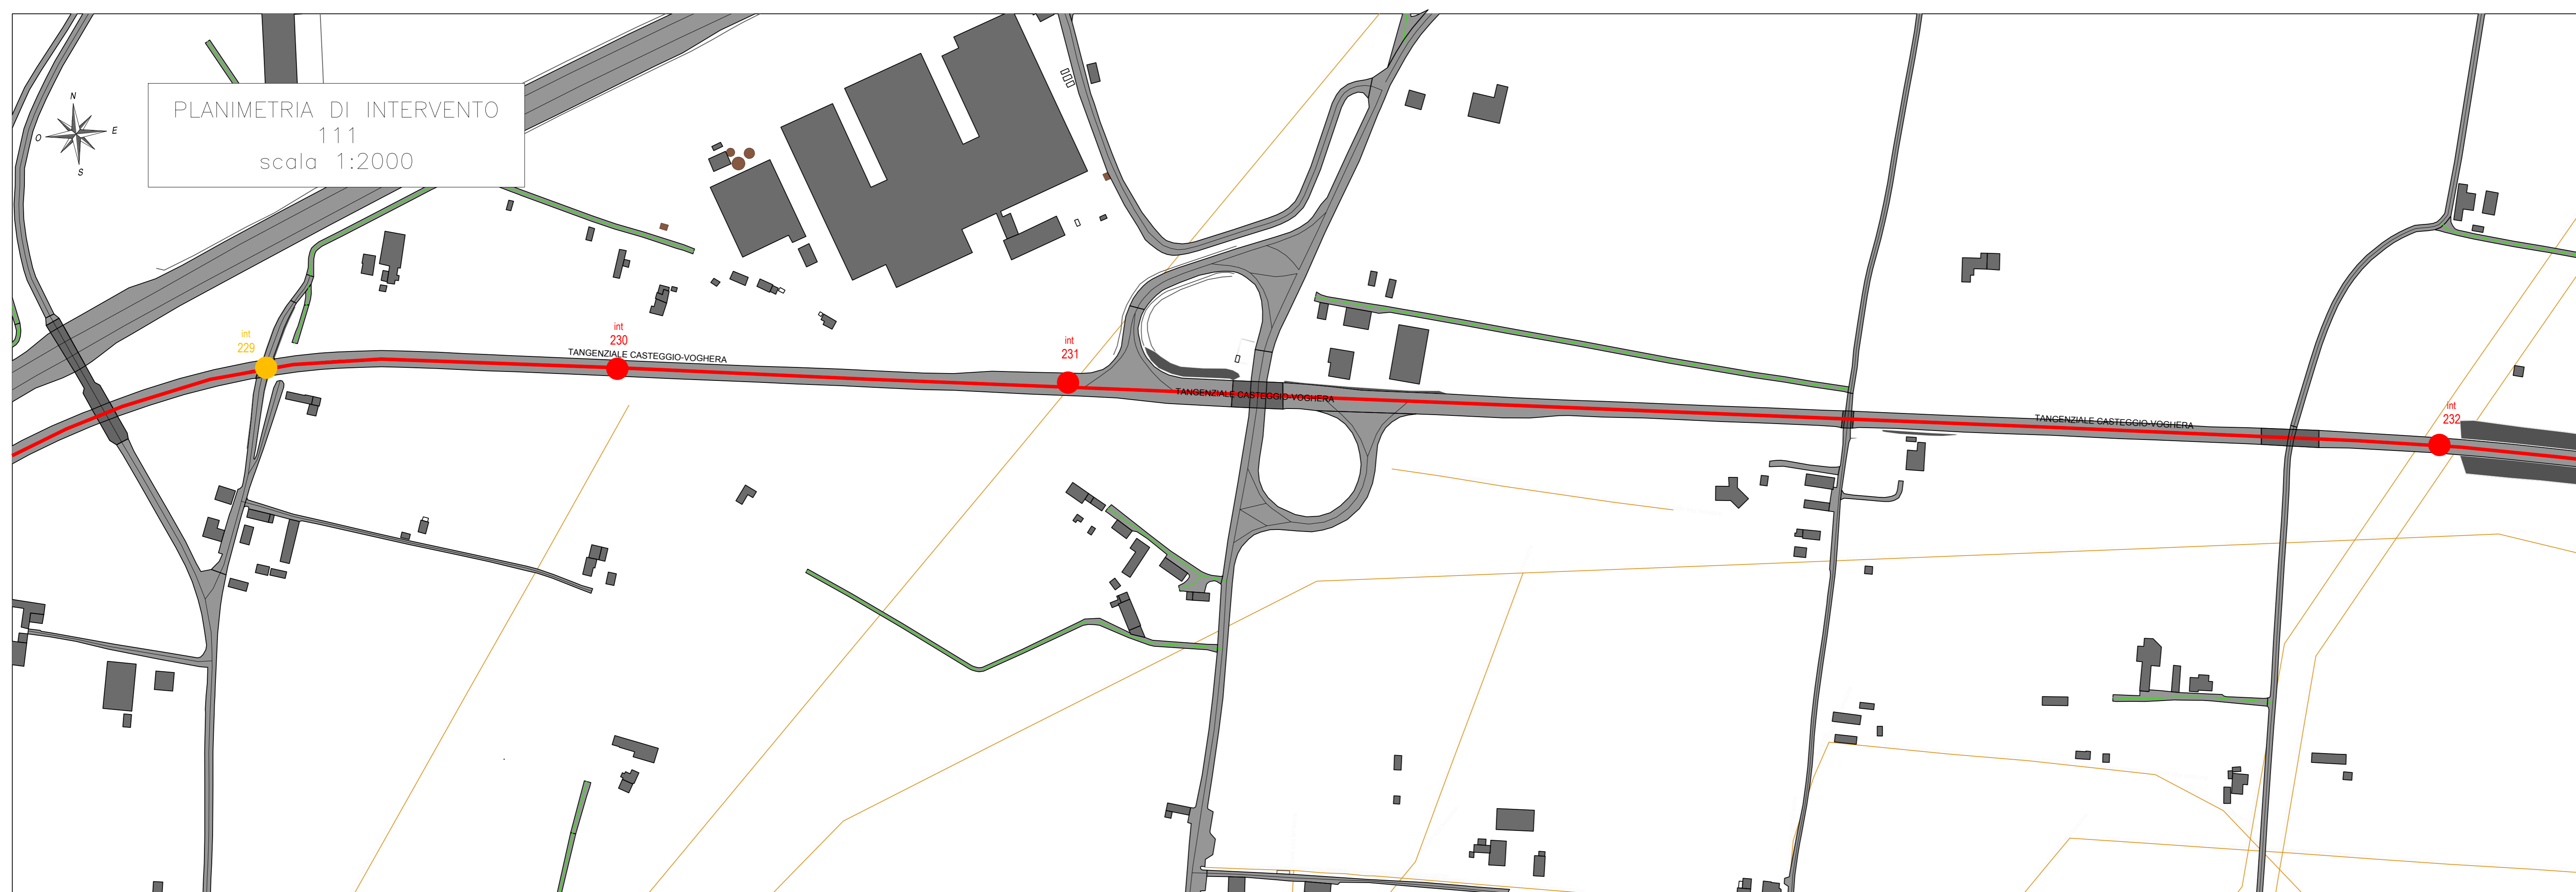 PLANIMETRIA DI INTERVENTO
111
scala 1:2000
N
O
E
S
int
229
int
230
TANGENZIALE CASTEGGIO-VOGHERA
int
231
TANGENZIALE CASTEGGIO-VOGHERA
TANGENZIALE CASTEGGIO-VOGHERA
int
232